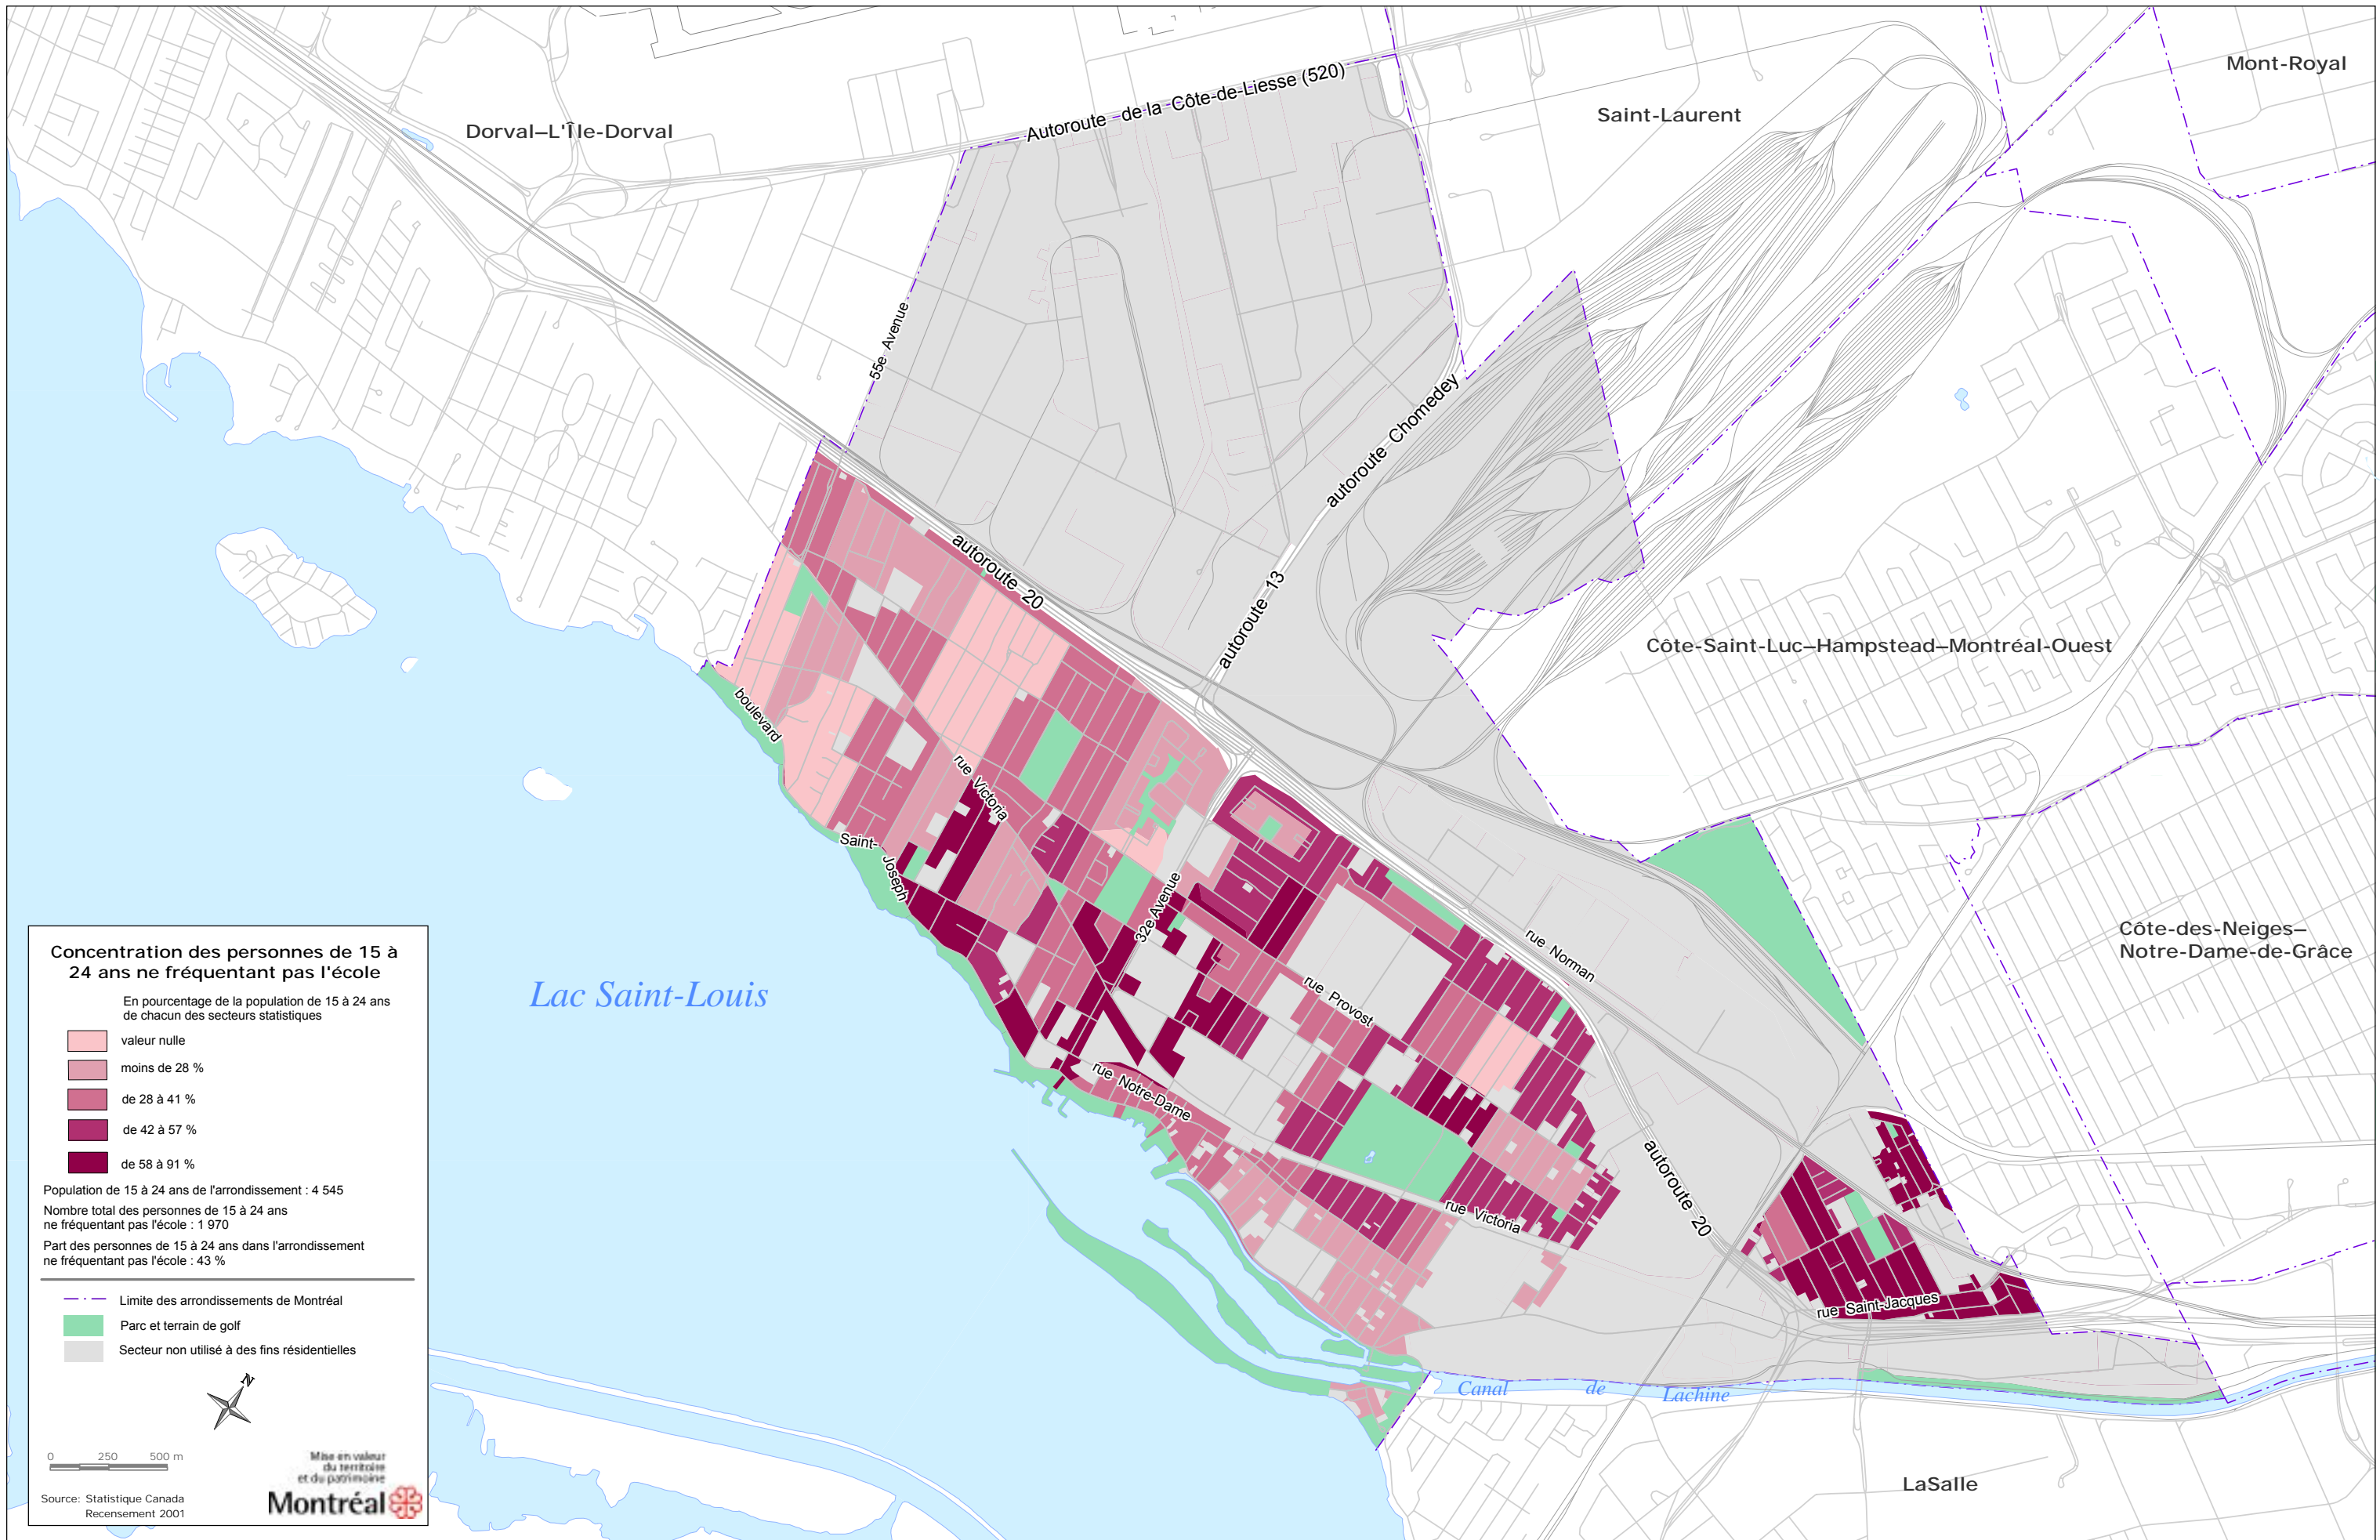 Mont-Royal
Saint-Laurent
Dorval–L'Île-Dorval
Autoroute de la Côte-de-Liesse (520)
55e Avenue
autoroute Chomedey
autoroute 13
autoroute 20
Côte-Saint-Luc–Hampstead–Montréal-Ouest
boulevard
Saint-
Joseph
rue Victoria
32e Avenue
rue Provost
rue Norman
Côte-des-Neiges–
Notre-Dame-de-Grâce
Lac Saint-Louis
rue Notre-Dame
rue Victoria
autoroute 20
rue Saint-Jacques
Canal de Lachine
LaSalle
Concentration des personnes de 15 à
24 ans ne fréquentant pas l'école
En pourcentage de la population de 15 à 24 ans
de chacun des secteurs statistiques
valeur nulle
moins de 28 %
de 28 à 41 %
de 42 à 57 %
de 58 à 91 %
Population de 15 à 24 ans de l'arrondissement : 4 545
Nombre total des personnes de 15 à 24 ans
ne fréquentant pas l'école : 1 970
Part des personnes de 15 à 24 ans dans l'arrondissement
ne fréquentant pas l'école : 43 %
Limite des arrondissements de Montréal
Parc et terrain de golf
Secteur non utilisé à des fins résidentielles
N
0 250 500 m
Mise en valeur
du territoire
et du patrimoine
Montréal
Source: Statistique Canada
Recensement 2001